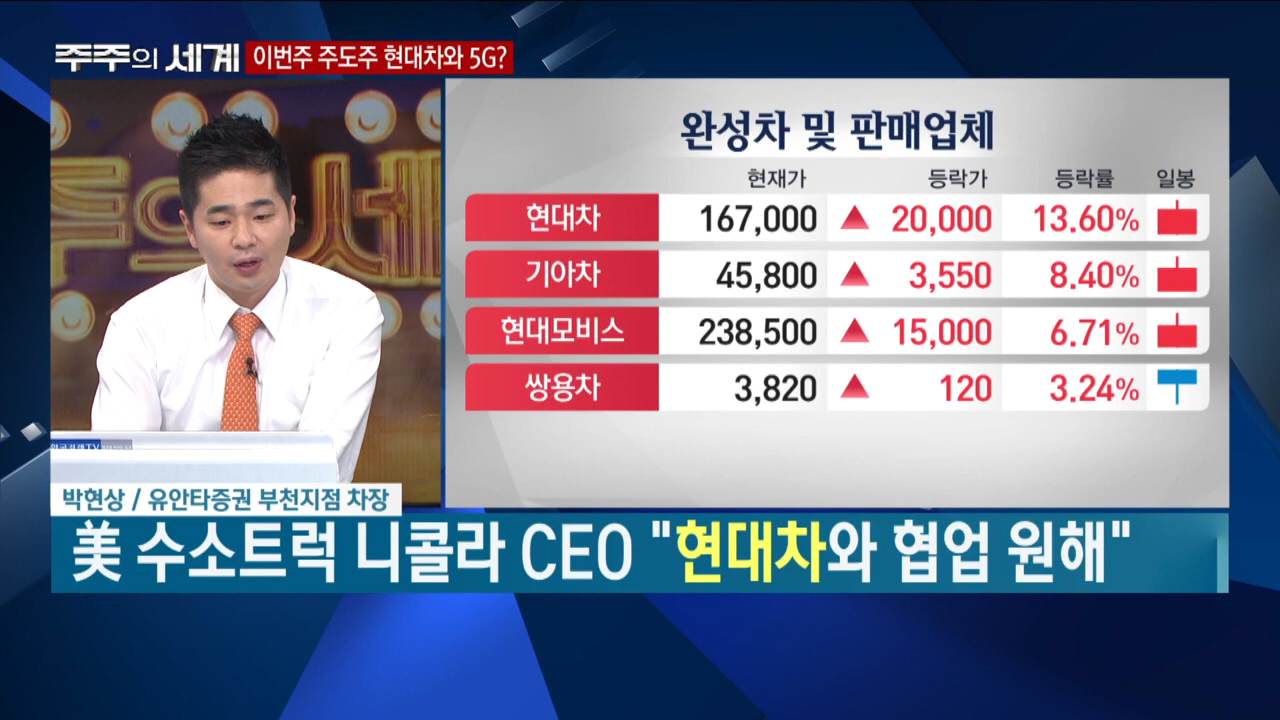 주주의 세계 이번주 주도주 현대차와 5G?
완성차 및 판매업체
현재가 등락가 등락률 일봉
현대차 167,000 ▲ 20,000 13.60%
기아차 45,800 ▲ 3,550 8.40%
현대모비스 238,500 ▲ 15,000 6.71%
쌍용차 3,820 ▲ 120 3.24%
주의 세
박현상 / 유안타증권 부천지점 차장
美 수소트럭 니콜라 CEO "현대차와 협업 원해"